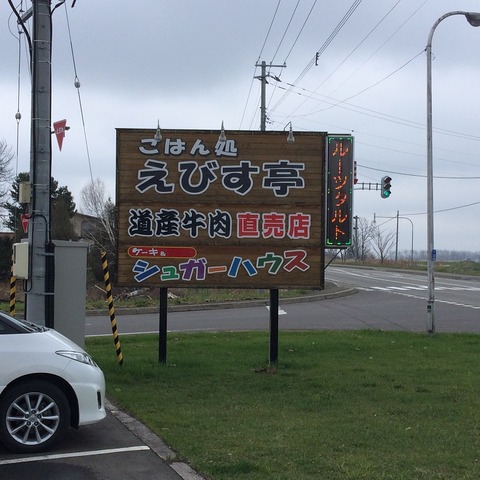 ごはん処
えびす亭
道産牛肉 直売店
ケーキ&
シュガーハウス
ルーツタルト